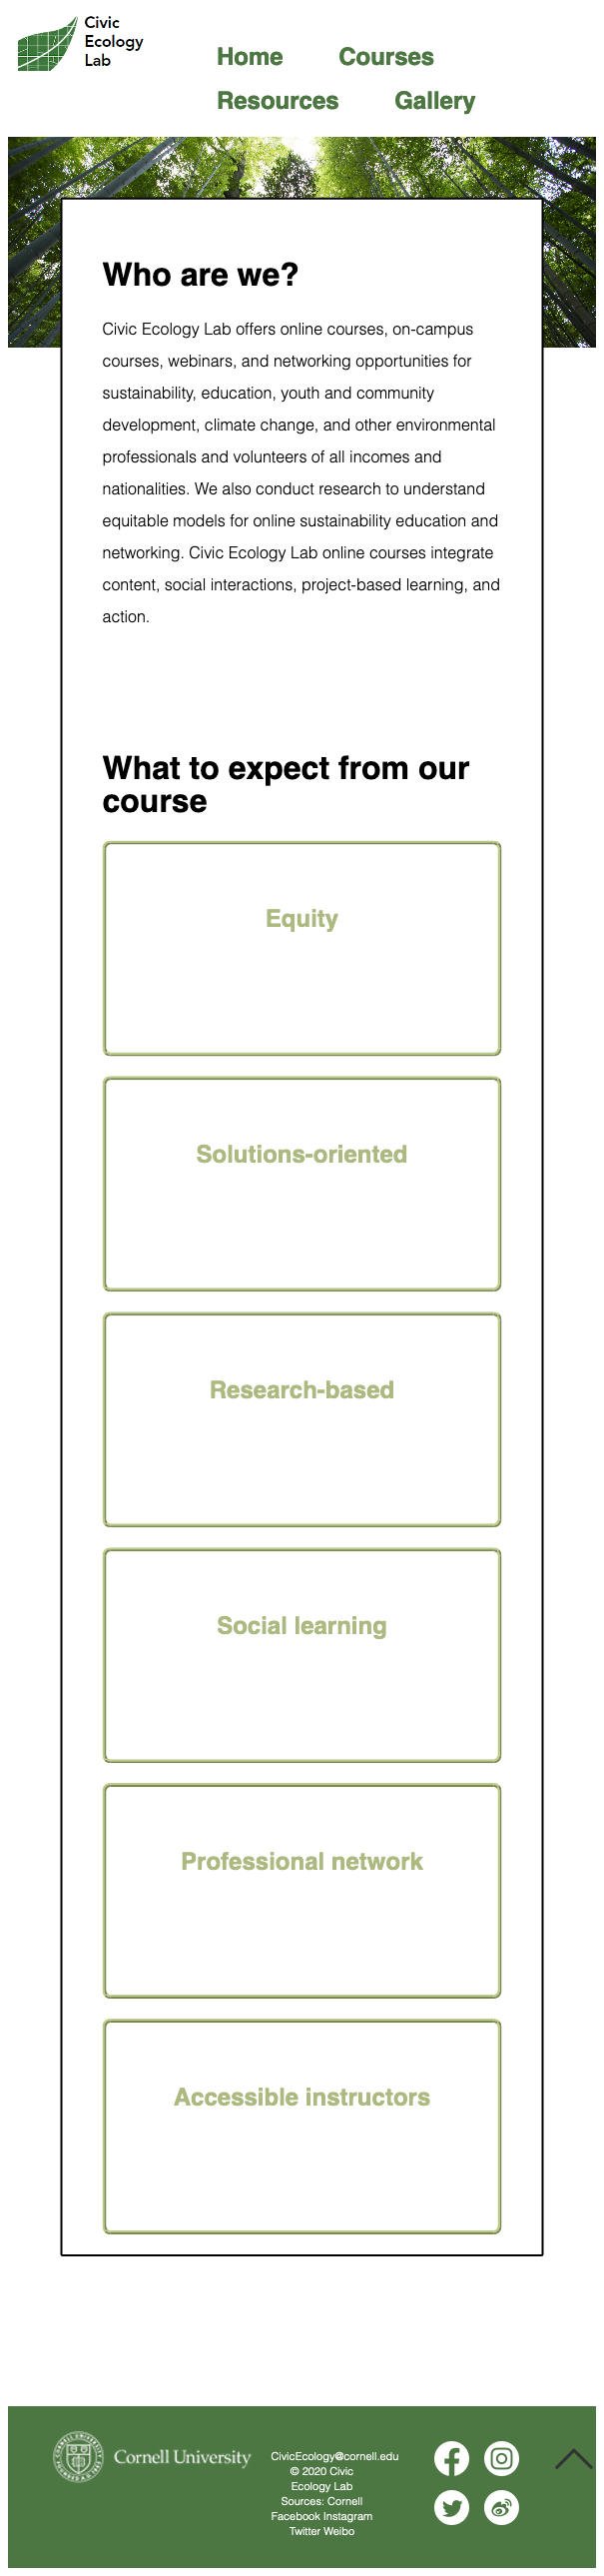 Civic
Ecology
Lab
Home Courses
Resources Gallery
Who are we?
Civic Ecology Lab offers online courses, on-campus
courses, webinars, and networking opportunities for
sustainability, education, youth and community
development, climate change, and other environmental
professionals and volunteers of all incomes and
nationalities. We also conduct research to understand
equitable models for online sustainability education and
networking. Civic Ecology Lab online courses integrate
content, social interactions, project-based learning, and
action.
What to expect from our
course
Equity
Solutions-oriented
Research-based
Social learning
Professional network
Accessible instructors
Cornell University
CivicEcology@cornell.edu
© 2020 Civic
Ecology Lab
Sources: Cornell
Facebook Instagram
Twitter Weibo